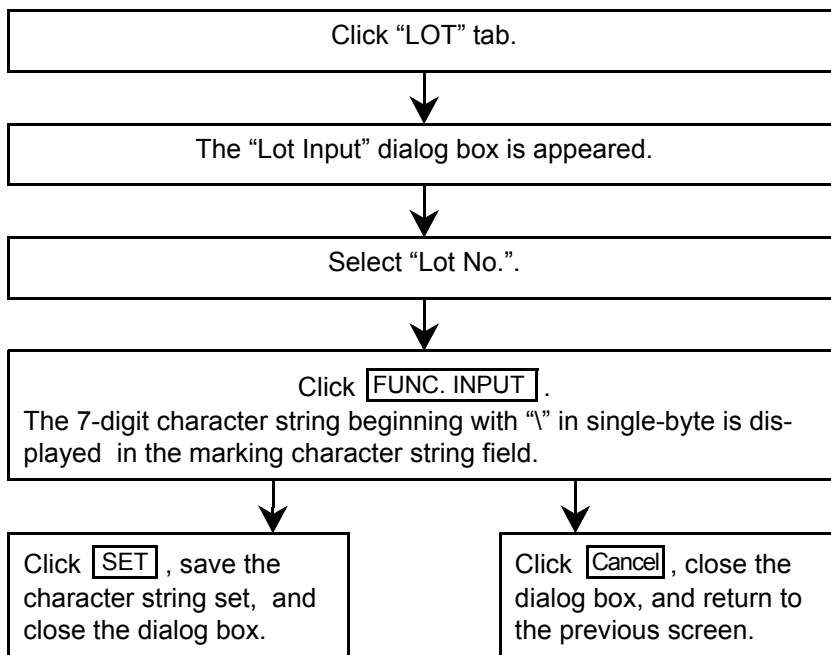 Click “LOT” tab.
The “Lot Input” dialog box is appeared.
Select “Lot No.”.
Click FUNC. INPUT .
The 7-digit character string beginning with “\” in single-byte is dis-
played in the marking character string field.
Click SET , save the
character string set, and
close the dialog box.
Click Cancel , close the
dialog box, and return to
the previous screen.